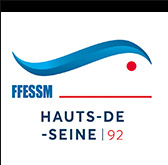 FFESSM
HAUTS-DE
-SEINE | 92